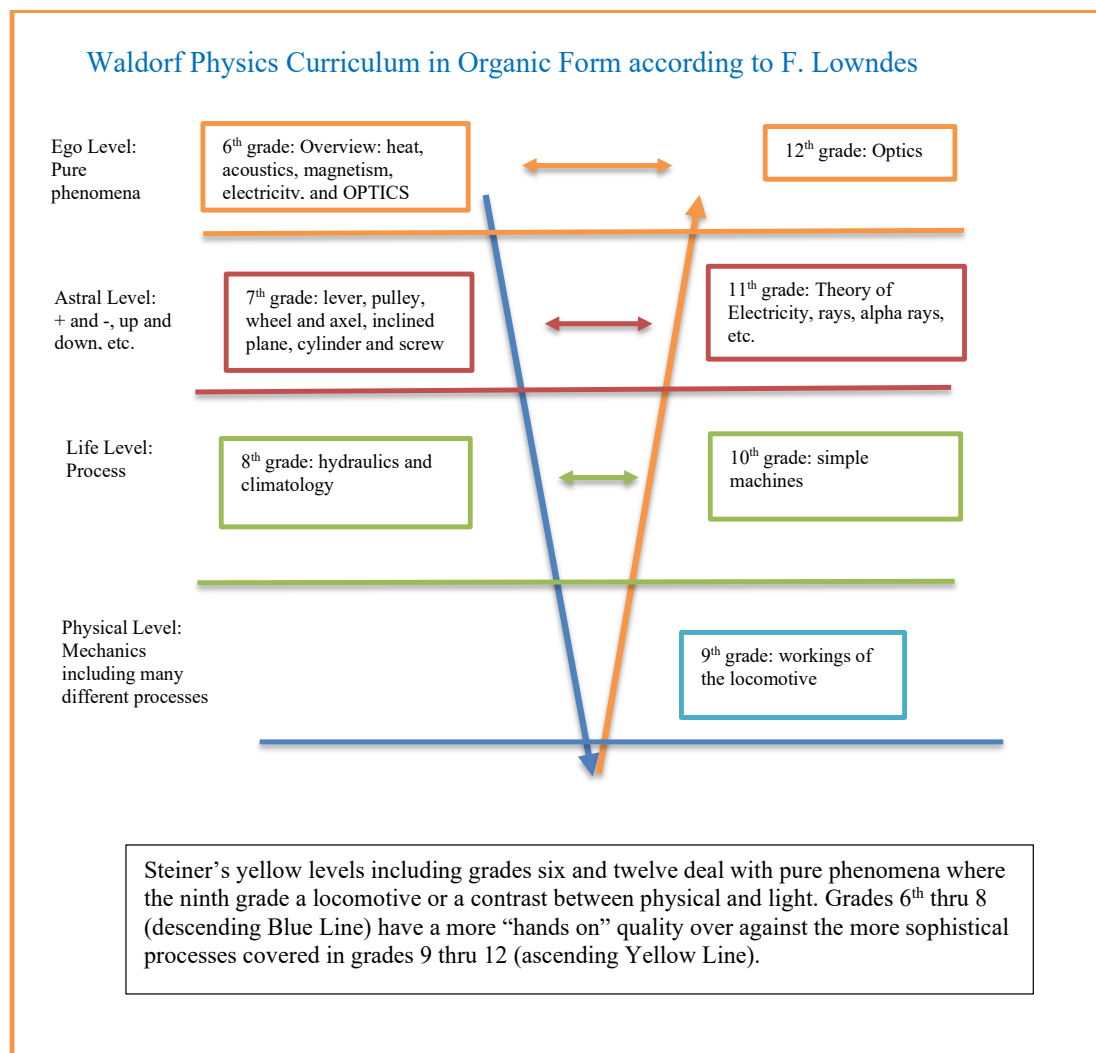 Waldorf Physics Curriculum in Organic Form according to F. Lowndes
Ego Level:
Pure
phenomena
6th grade: Overview: heat,
acoustics, magnetism,
electricity, and OPTICS
12th grade: Optics
Astral Level:
+ and -, up and
down, etc.
7th grade: lever, pulley,
wheel and axel, inclined
plane, cylinder and screw
11th grade: Theory of
Electricity, rays, alpha rays,
etc.
Life Level:
Process
8th grade: hydraulics and
climatology
10th grade: simple
machines
Physical Level:
Mechanics
including many
different processes
9th grade: workings of
the locomotive
Steiner's yellow levels including grades six and twelve deal with pure phenomena where
the ninth grade a locomotive or a contrast between physical and light. Grades 6th thru 8
(descending Blue Line) have a more “hands on” quality over against the more sophistical
processes covered in grades 9 thru 12 (ascending Yellow Line).